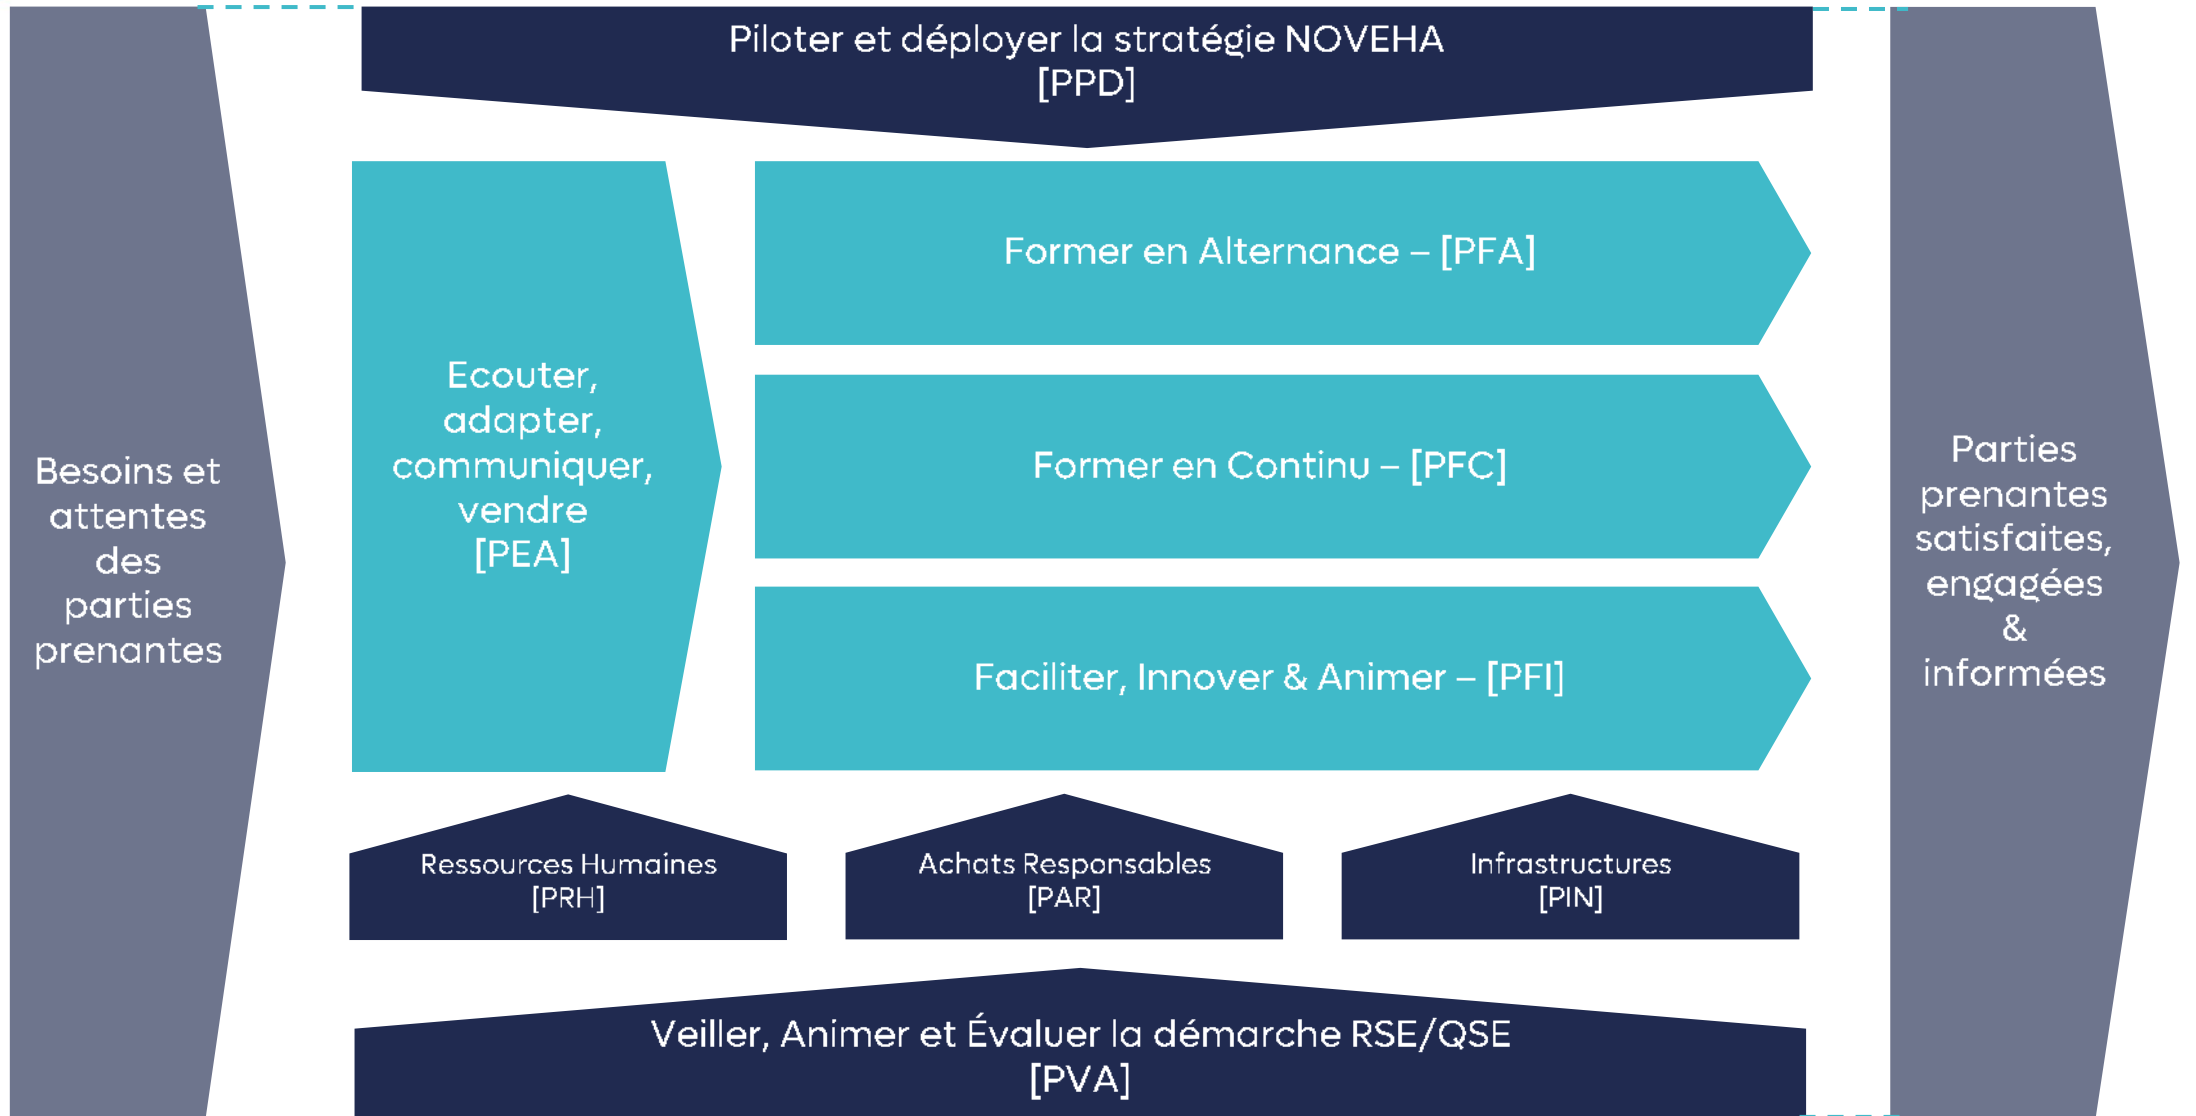 Piloter et déployer la stratégie NOVEHA
[PPD]
Besoins et
attentes
des
parties
prenantes
Ecouter,
adapter,
communiquer,
vendre
[PEA]
Former en Alternance – [PFA]
Former en Continu – [PFC]
Faciliter, Innover & Animer – [PFI]
Parties
prenantes
satisfaites,
engagées
&
informées
Ressources Humaines
[PRH]
Achats Responsables
[PAR]
Infrastructures
[PIN]
Veiller, Animer et Évaluer la démarche RSE/QSE
[PVA]